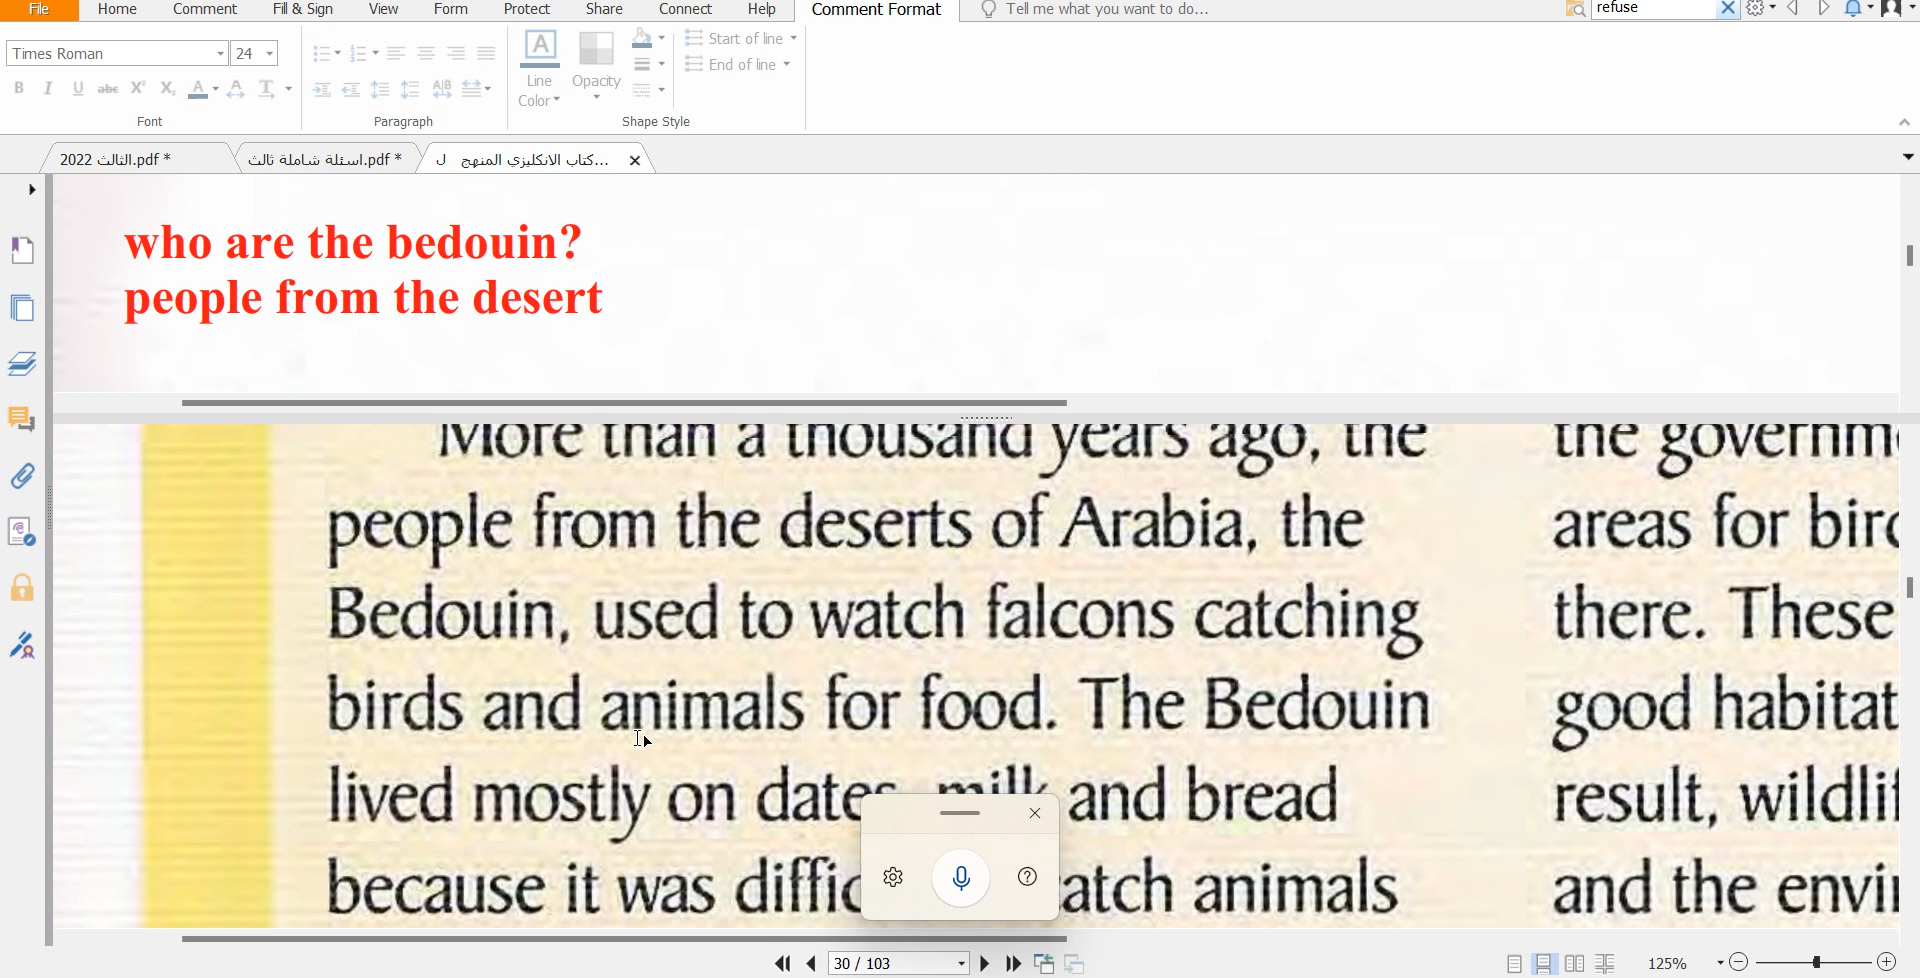 File Home Comment Fill & Sign View Form Protect Share Connect Help Comment Format Tell me what you want to do... refuse
Times Roman 24
Start of line
End of line
Line Color
Opacity
B I U abc X² X₂ A A T
Font Paragraph Shape Style
الثالث 2022.pdf *
اسئلة شاملة ثالث.pdf *
كتاب الانكليزي المنهج ل...
who are the bedouin?
people from the desert
More than a thousand years ago, the
people from the deserts of Arabia, the
Bedouin, used to watch falcons catching
birds and animals for food. The Bedouin
lived mostly on dates, milk and bread
because it was diffic atch animals
the governm
areas for bir
there. These
good habitat
result, wildli
and the envi
30 / 103
125%